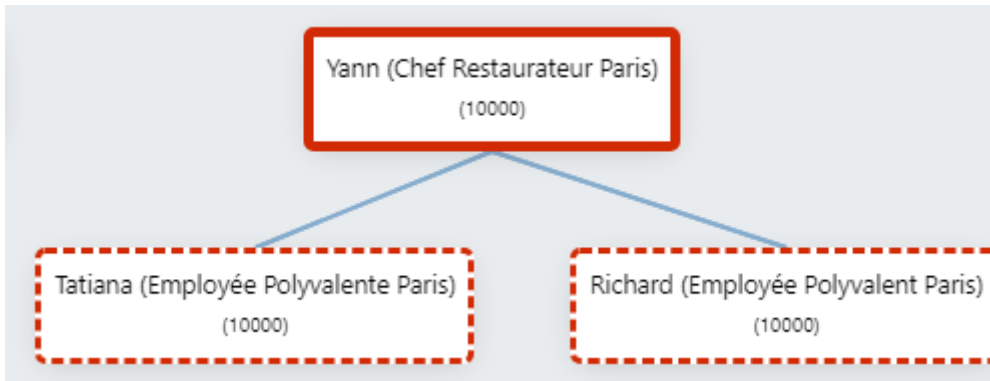 Yann (Chef Restaurateur Paris)
(10000)
Tatiana (Employée Polyvalente Paris)
(10000)
Richard (Employée Polyvalent Paris)
(10000)